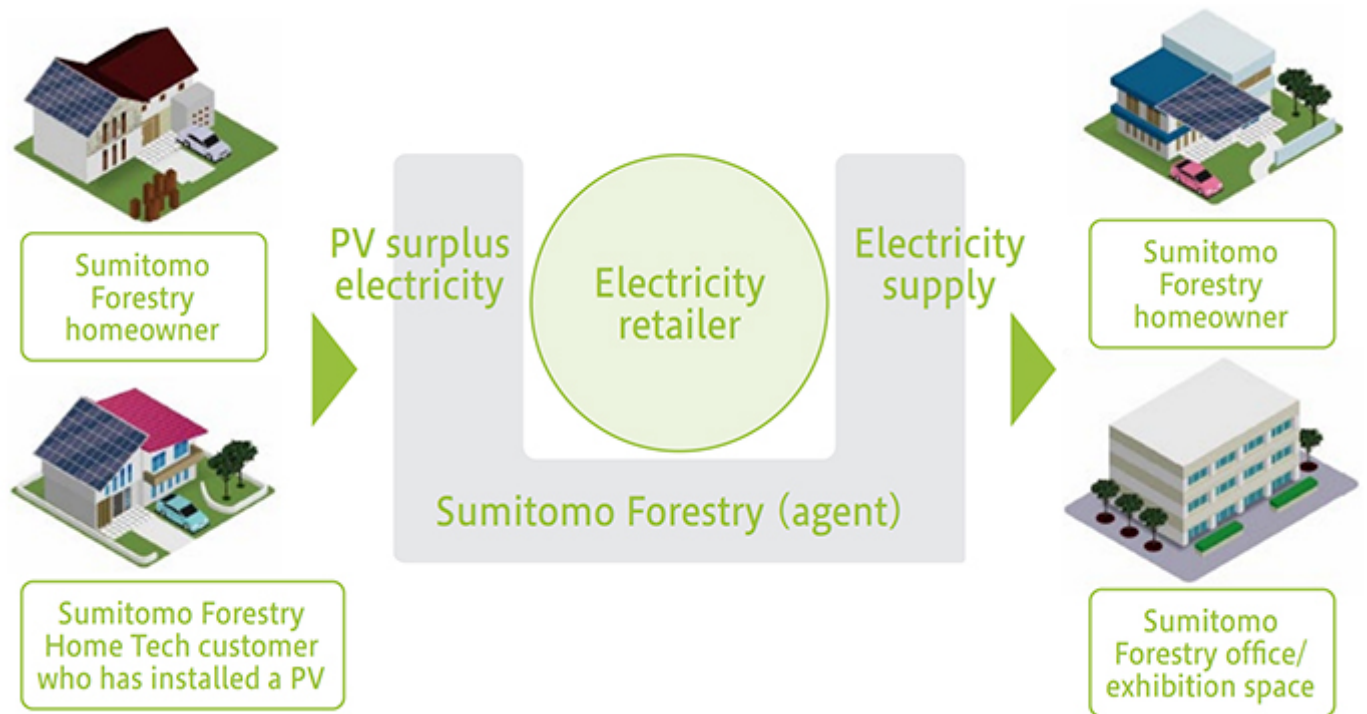 Sumitomo
Forestry
homeowner
Sumitomo Forestry
Home Tech customer
who has installed a PV
PV surplus
electricity
Electricity
retailer
Electricity
supply
Sumitomo Forestry (agent)
Sumitomo
Forestry
homeowner
Sumitomo
Forestry office/
exhibition space